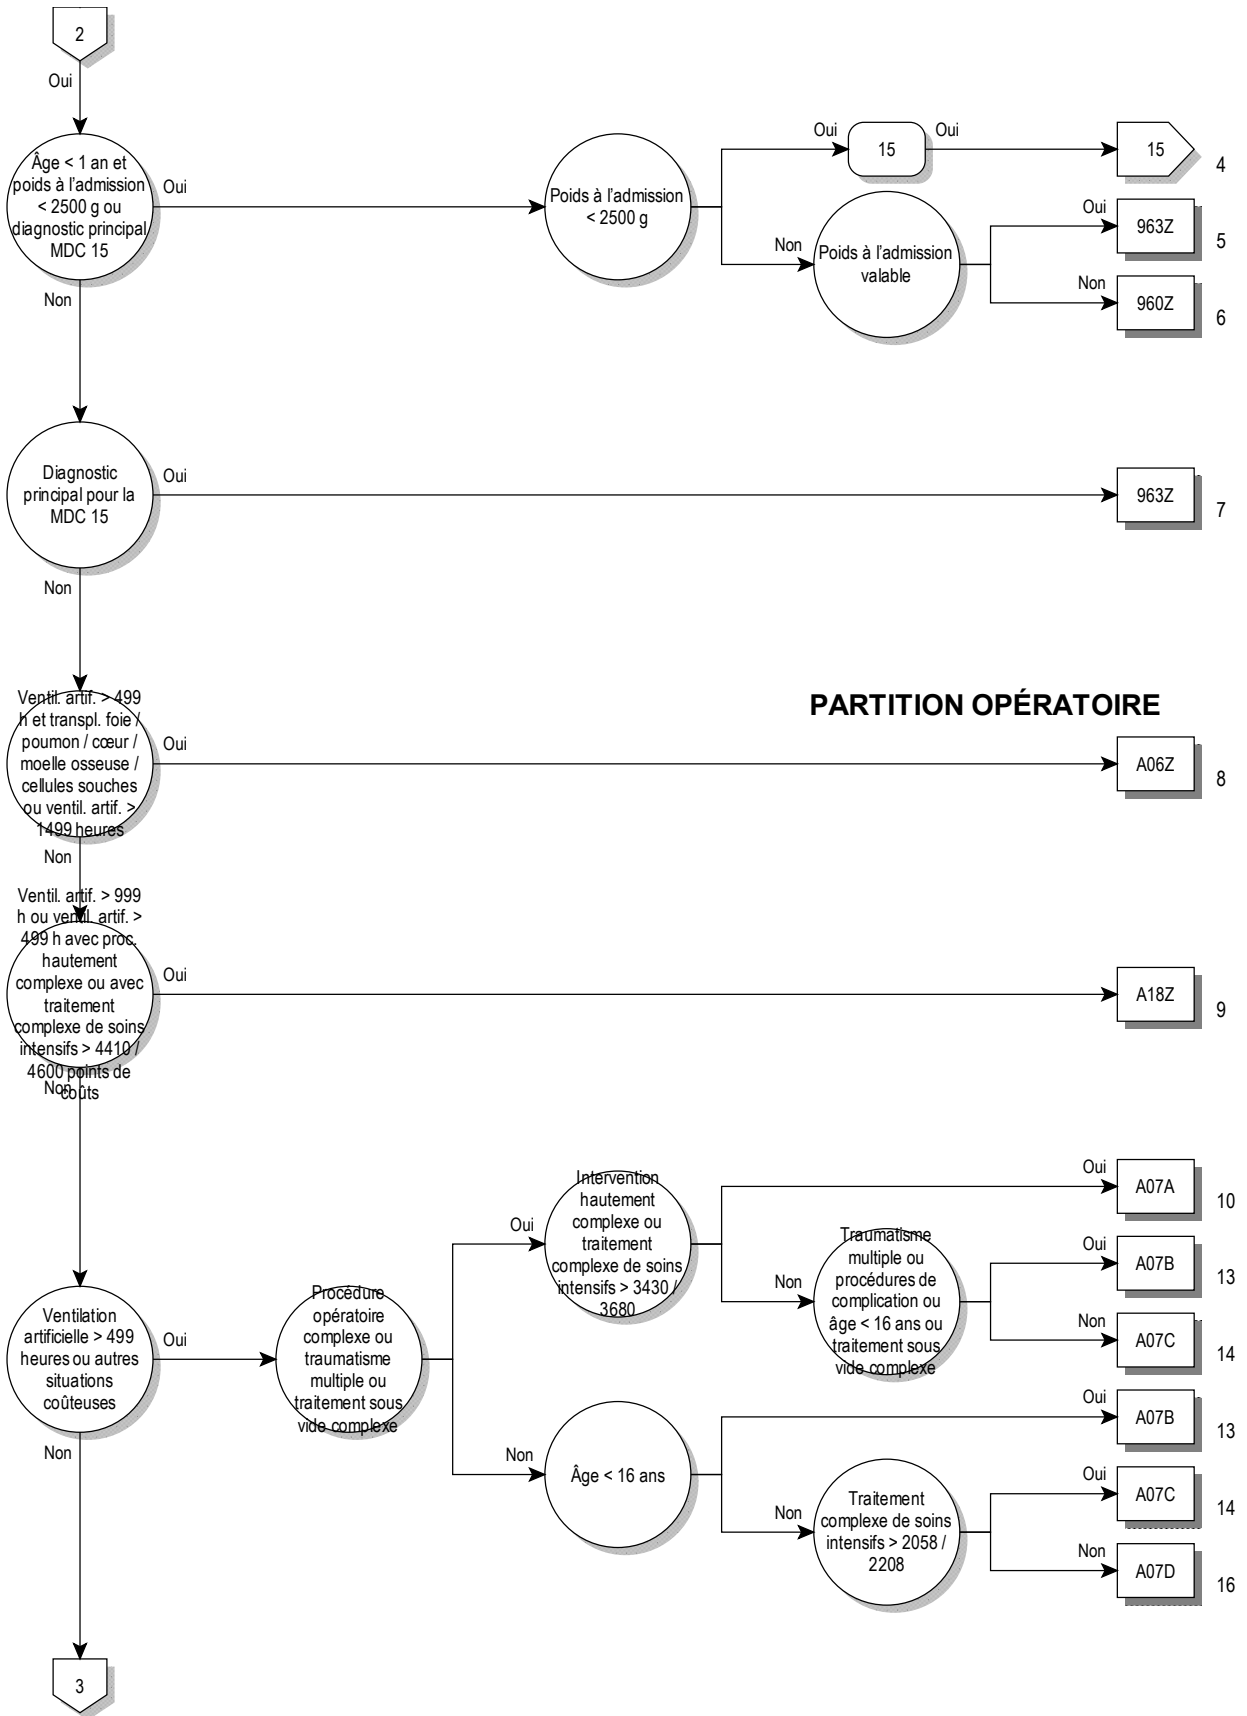 2
Oui
Âge < 1 an et
poids à l'admission
< 2500 g ou
diagnostic principal
MDC 15
Oui
Poids à l'admission
< 2500 g
Oui
15
Oui
15
4
Non
Poids à l'admission
valable
Oui
963Z
5
Non
960Z
6
Non
Diagnostic
principal pour la
MDC 15
Oui
963Z
7
Non
PARTITION OPÉRATOIRE
Ventil. artif. > 499
h et transpl. foie /
poumon / cœur /
moelle osseuse /
cellules souches
ou ventil. artif. >
1499 heures
Oui
A06Z
8
Non
Ventil. artif. > 999
h ou ventil. artif. >
499 h avec proc.
hautement
complexe ou avec
traitement
complexe de soins
intensifs > 4410 /
4600 points de
coûts
Oui
A18Z
9
Non
Ventilation
artificielle > 499
heures ou autres
situations
coûteuses
Oui
Procédure
opératoire
complexe ou
traumatisme
multiple ou
traitement sous
vide complexe
Oui
Intervention
hautement
complexe ou
traitement
complexe de soins
intensifs > 3430 /
3680
Oui
A07A
10
Non
Traumatisme
multiple ou
procédures de
complication ou
âge < 16 ans ou
traitement sous
vide complexe
Oui
A07B
13
Non
A07C
14
Non
Âge < 16 ans
Oui
A07B
13
Non
Traitement
complexe de soins
intensifs > 2058 /
2208
Oui
A07C
14
Non
A07D
16
Non
3